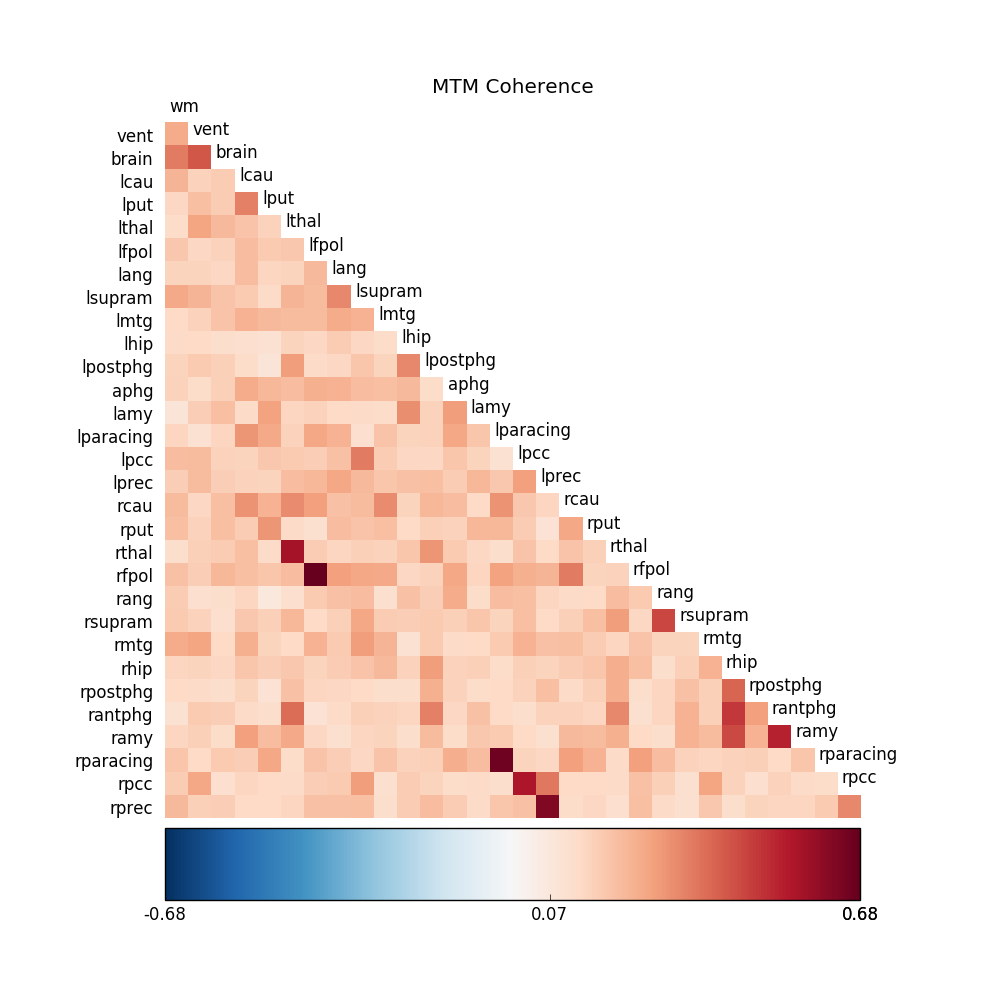 MTM Coherence
wm
vent vent
brain brain
lcau lcau
lput lput
lthal lthal
lfpol lfpol
lang lang
lsupram lsupram
lmtg lmtg
lhip lhip
lpostphg lpostphg
aphg aphg
lamy lamy
lparacing lparacing
lpcc lpcc
lprec lprec
rcau rcau
rput rput
rthal rthal
rfpol rfpol
rang rang
rsupram rsupram
rmtg rmtg
rhip rhip
rpostphg rpostphg
rantphg rantphg
ramy ramy
rparacing rparacing
rpcc rpcc
rprec
-0.68 0.07 0.68